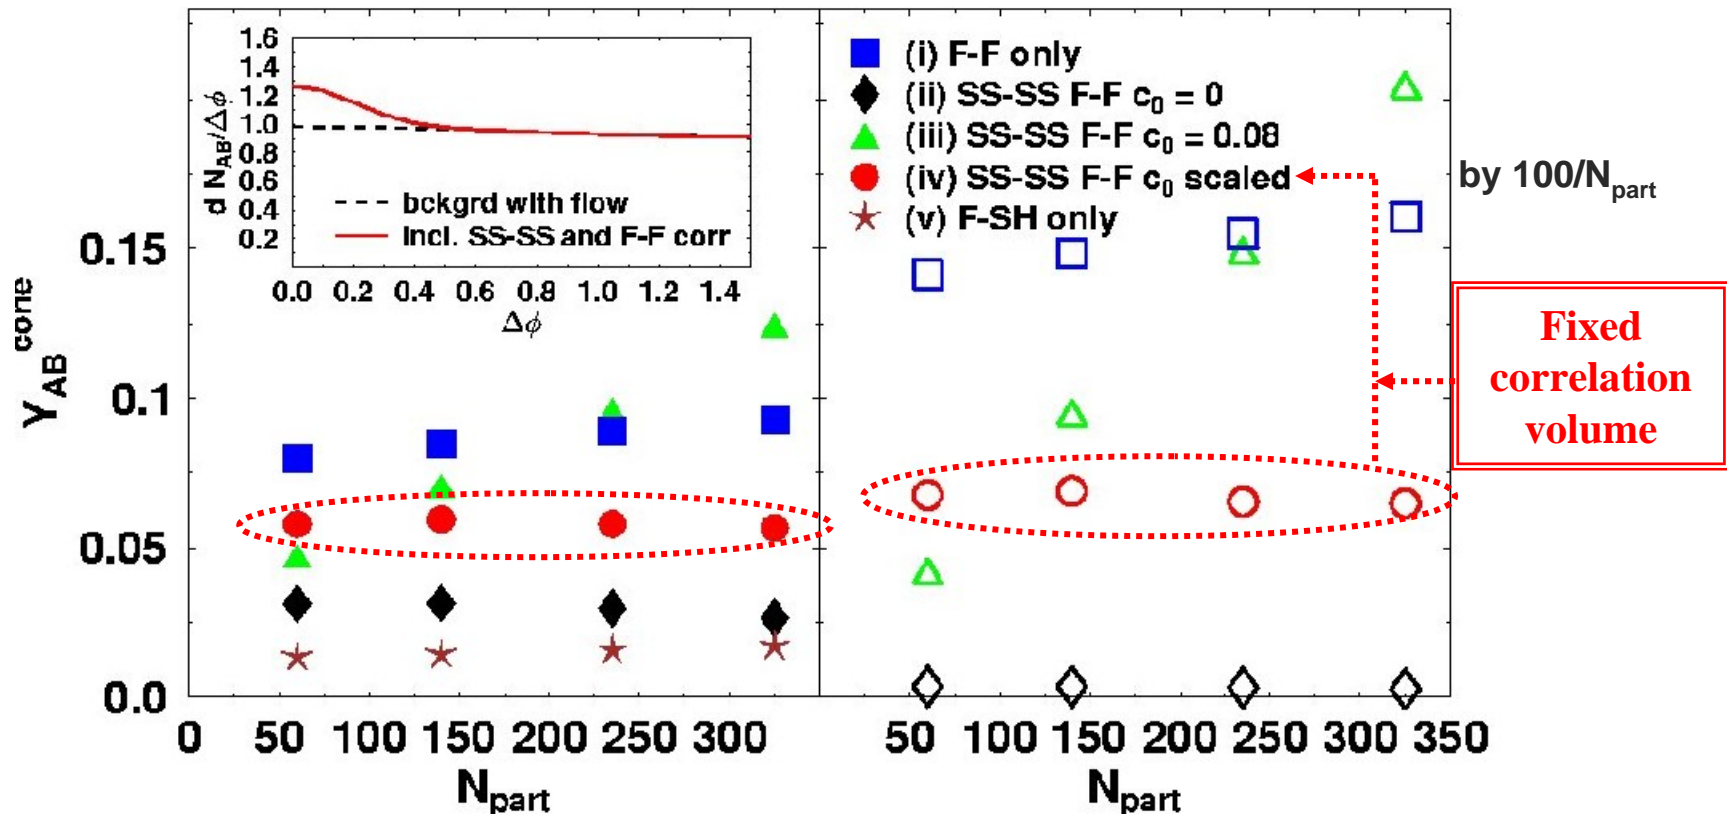 1.6
1.4
1.2
1.0
0.8
0.6
0.4
0.2
d N_AB/Δϕ
bckgrd with flow
incl. SS-SS and F-F corr
0.0 0.2 0.4 0.6 0.8 1.0 1.2 1.4
Δϕ
(i) F-F only
(ii) SS-SS F-F c₀ = 0
(iii) SS-SS F-F c₀ = 0.08
(iv) SS-SS F-F c₀ scaled
(v) F-SH only
by 100/N_part
Fixed
correlation
volume
Y_AB^cone
0.15
0.1
0.05
0.0
0 50 100 150 200 250 300
50 100 150 200 250 300 350
N_part
N_part